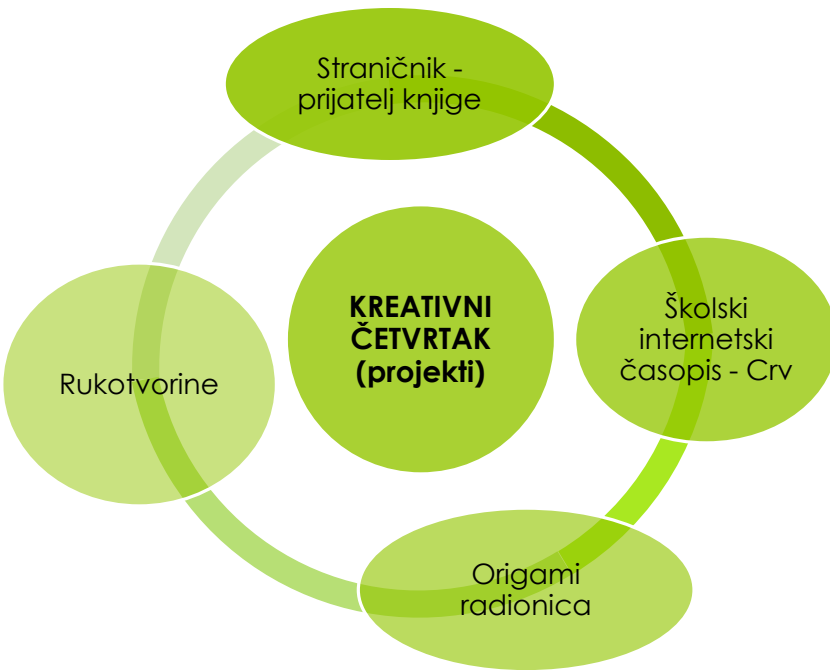 Straničnik -
prijatelj knjige
KREATIVNI
ČETVRTAK
(projekti)
Školski
internetski
časopis - Crv
Rukotvorine
Origami
radionica